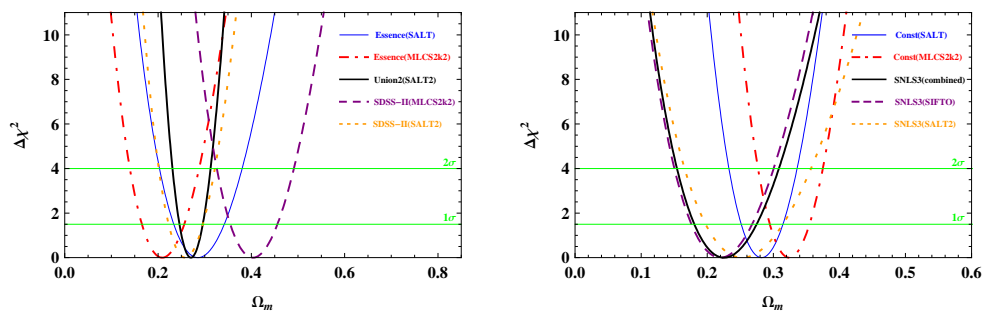 Δχ²
10
8
6
4
2
0
0.0 0.2 0.4 0.6 0.8
Ωₘ
Essence(SALT)
Essence(MLCS2k2)
Union2(SALT2)
SDSS−II(MLCS2k2)
SDSS−II(SALT2)
2σ
1σ
Δχ²
10
8
6
4
2
0
0.0 0.1 0.2 0.3 0.4 0.5 0.6
Ωₘ
Const(SALT)
Const(MLCS2k2)
SNLS3(combined)
SNLS3(SIFTO)
SNLS3(SALT2)
2σ
1σ